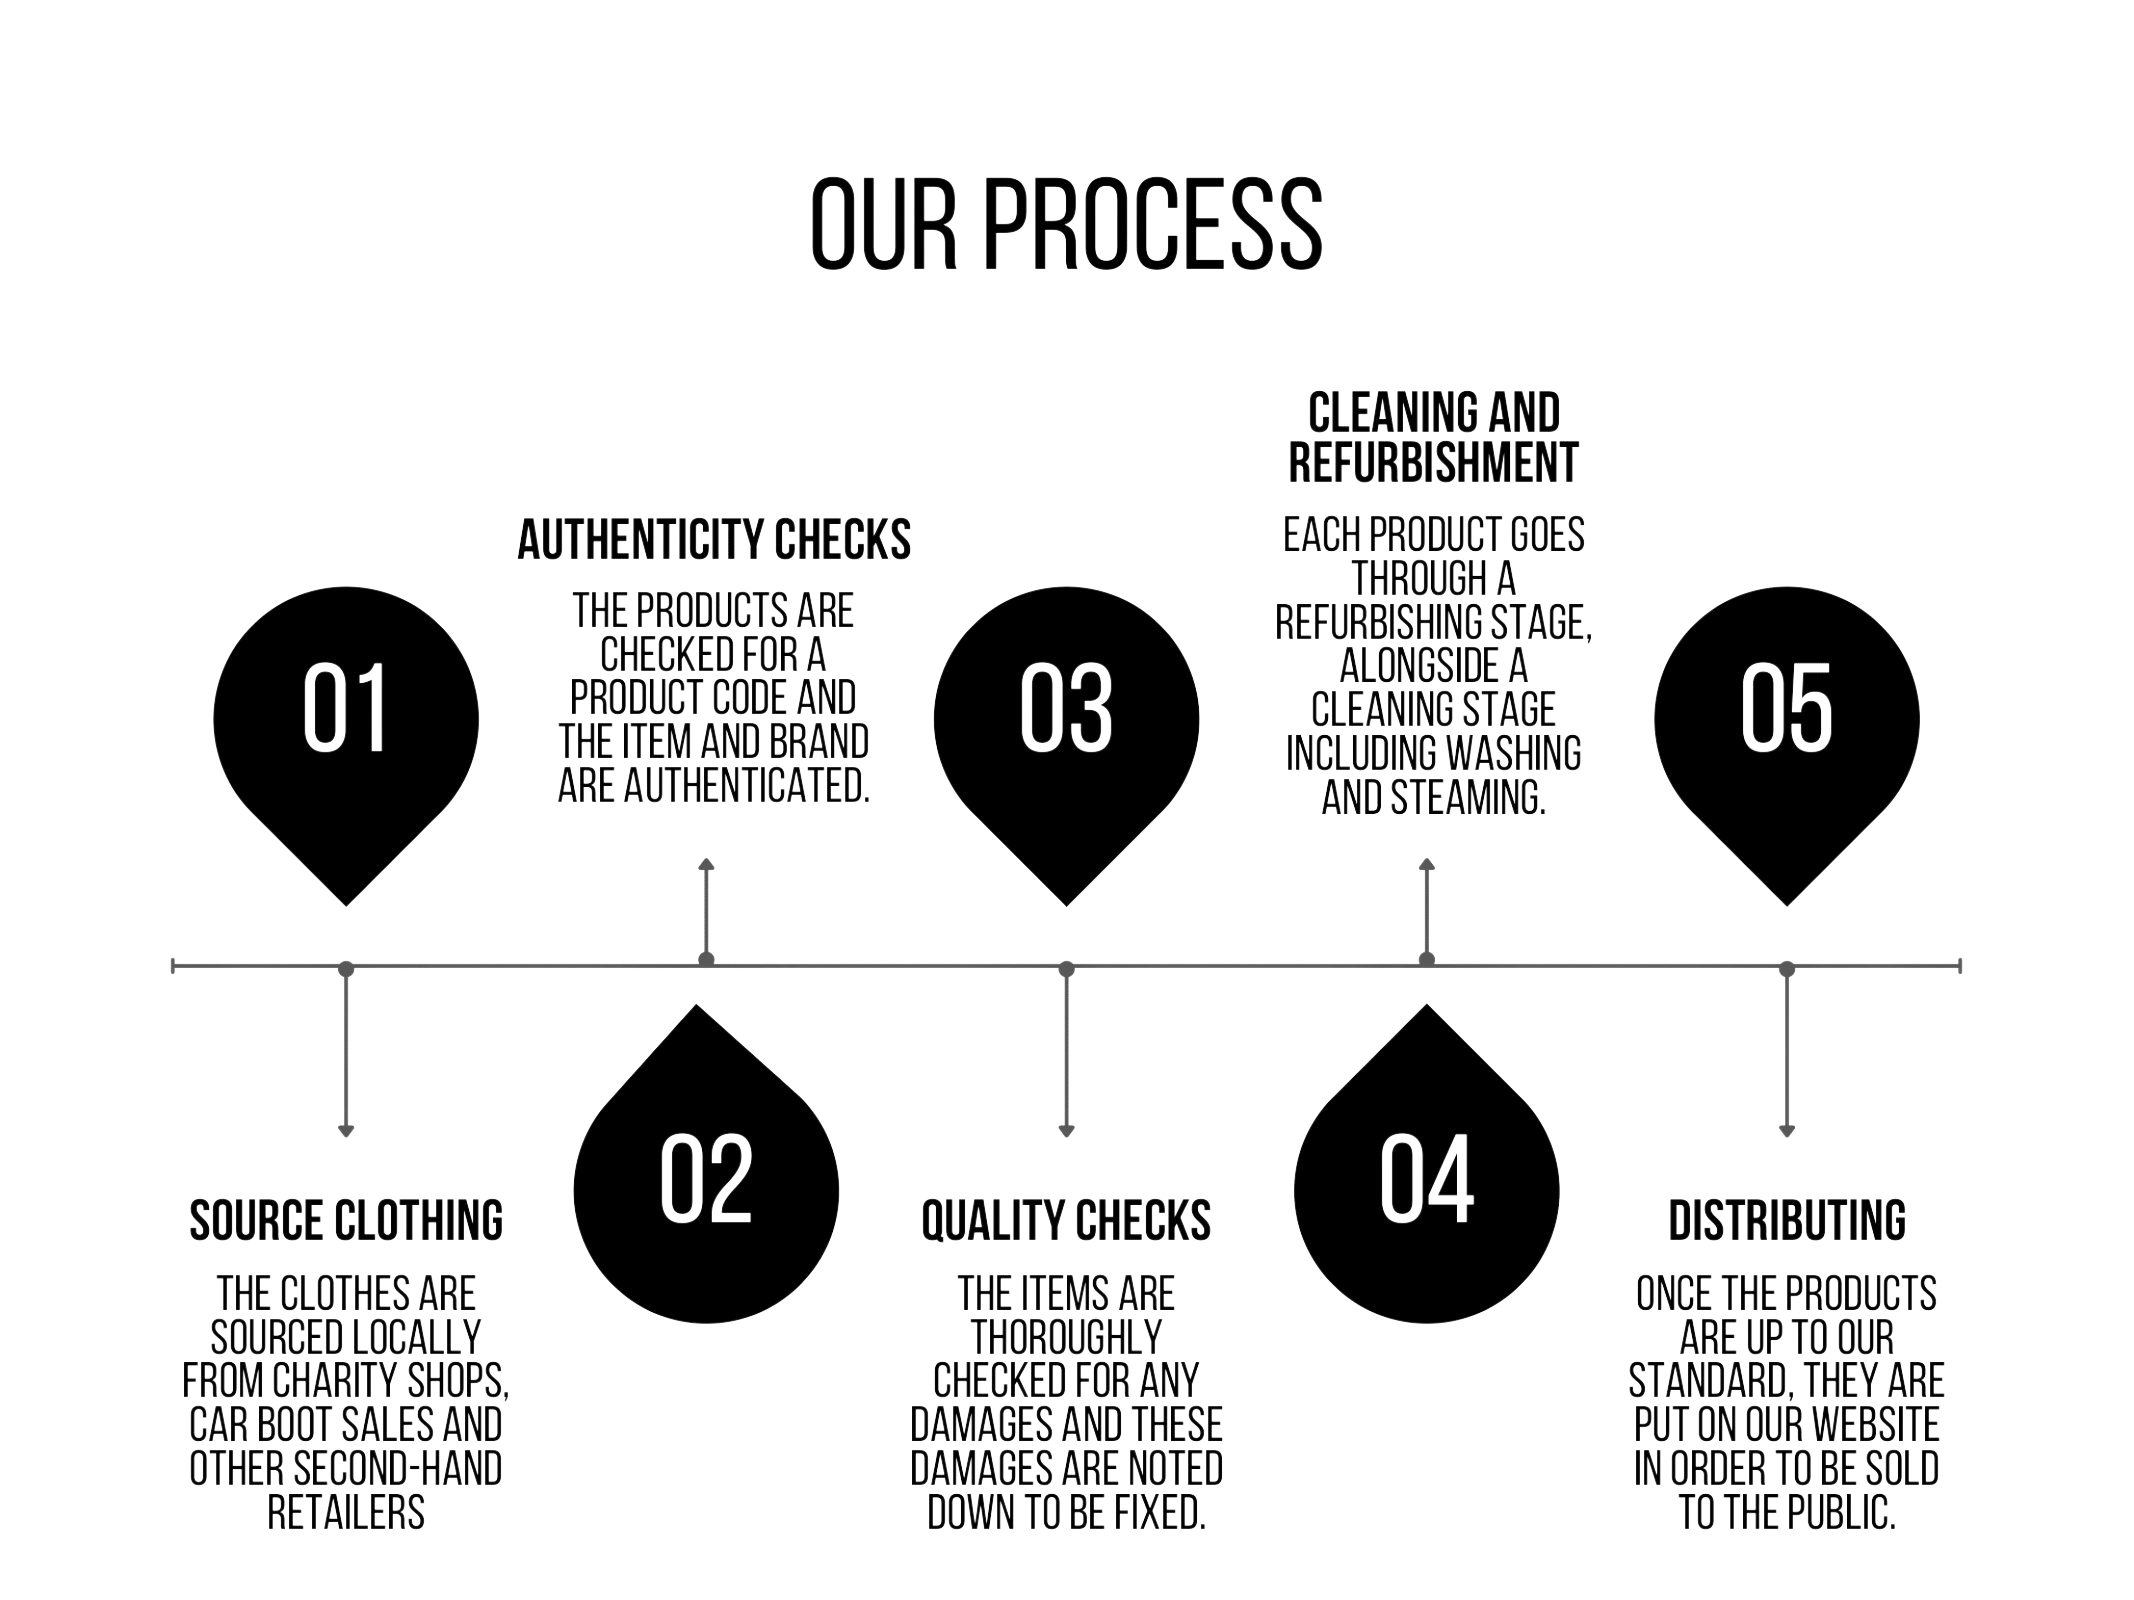 OUR PROCESS
01
SOURCE CLOTHING
THE CLOTHES ARE
SOURCED LOCALLY
FROM CHARITY SHOPS,
CAR BOOT SALES AND
OTHER SECOND-HAND
RETAILERS
02
AUTHENTICITY CHECKS
THE PRODUCTS ARE
CHECKED FOR A
PRODUCT CODE AND
THE ITEM AND BRAND
ARE AUTHENTICATED.
03
QUALITY CHECKS
THE ITEMS ARE
THOROUGHLY
CHECKED FOR ANY
DAMAGES AND THESE
DAMAGES ARE NOTED
DOWN TO BE FIXED.
04
CLEANING AND
REFURBISHMENT
EACH PRODUCT GOES
THROUGH A
REFURBISHING STAGE,
ALONGSIDE A
CLEANING STAGE
INCLUDING WASHING
AND STEAMING.
05
DISTRIBUTING
ONCE THE PRODUCTS
ARE UP TO OUR
STANDARD, THEY ARE
PUT ON OUR WEBSITE
IN ORDER TO BE SOLD
TO THE PUBLIC.